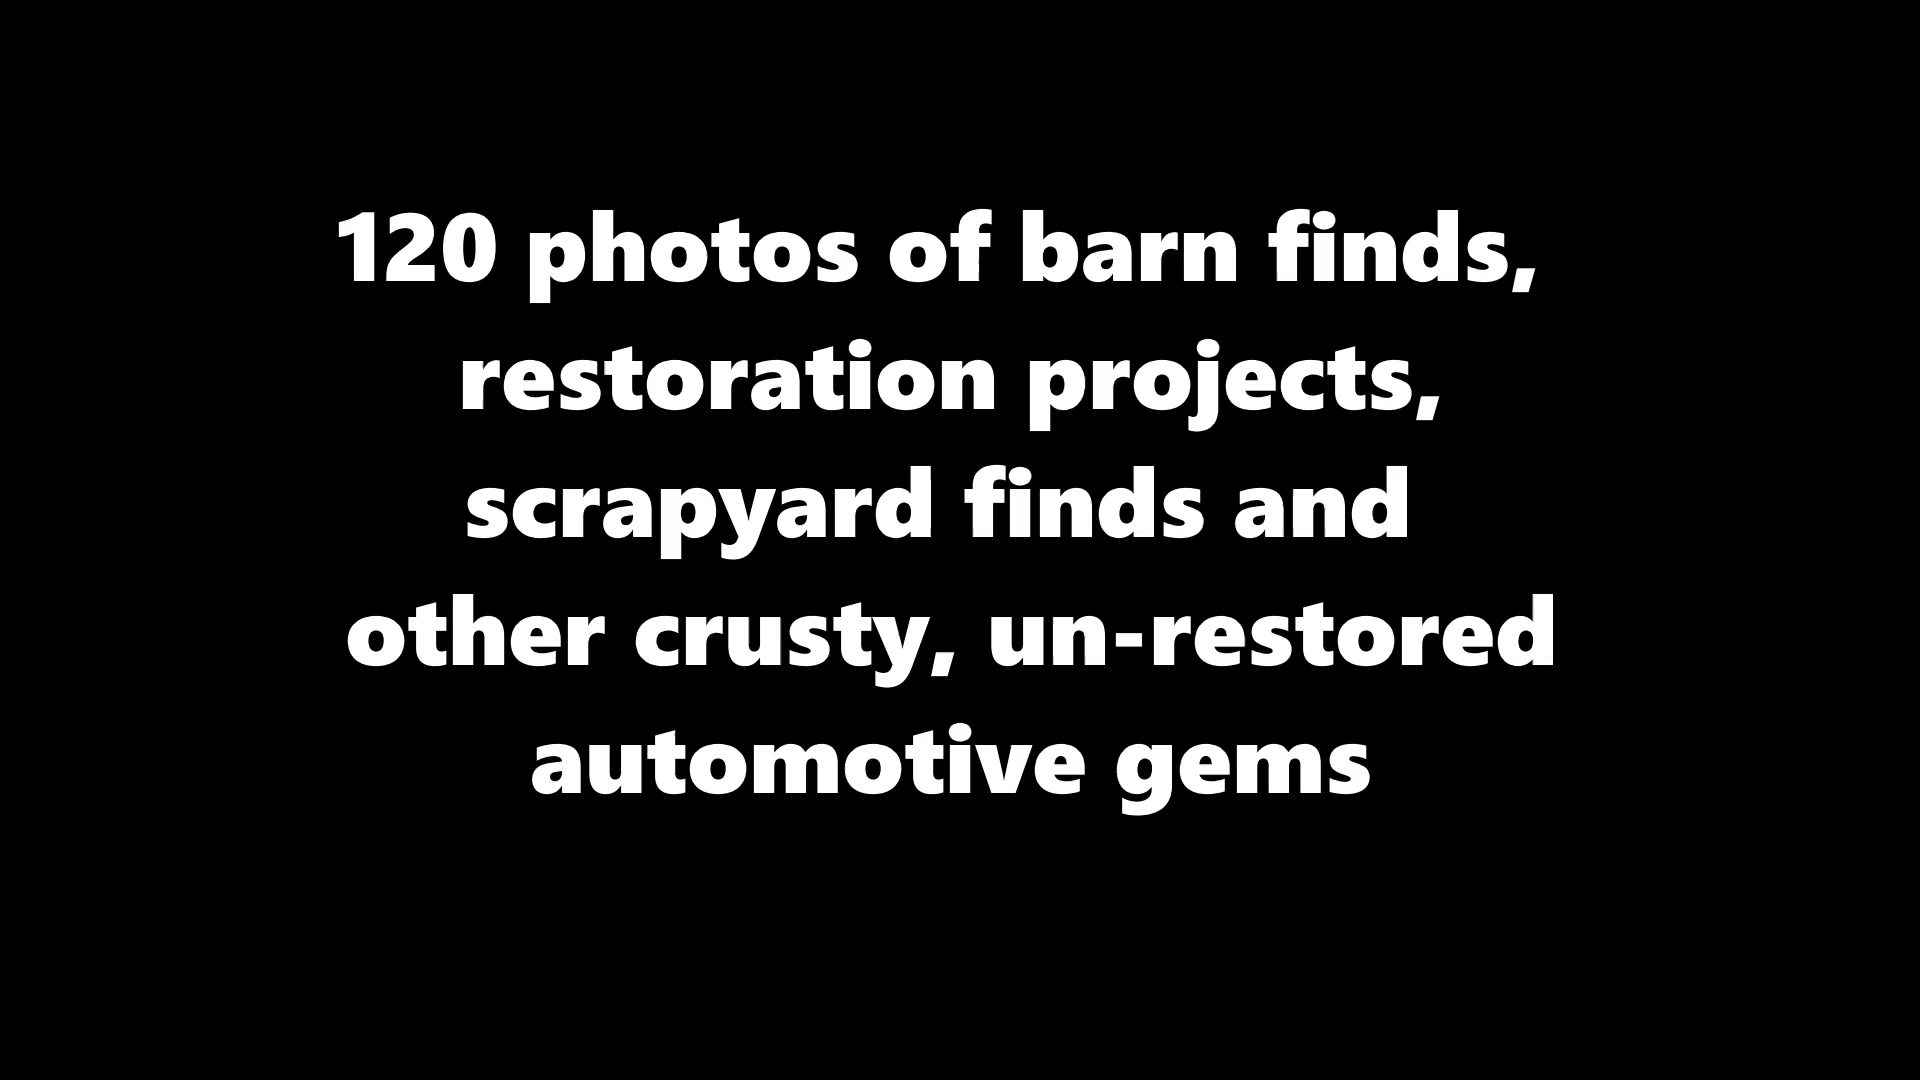 120 photos of barn finds,
restoration projects,
scrapyard finds and
other crusty, un-restored
automotive gems